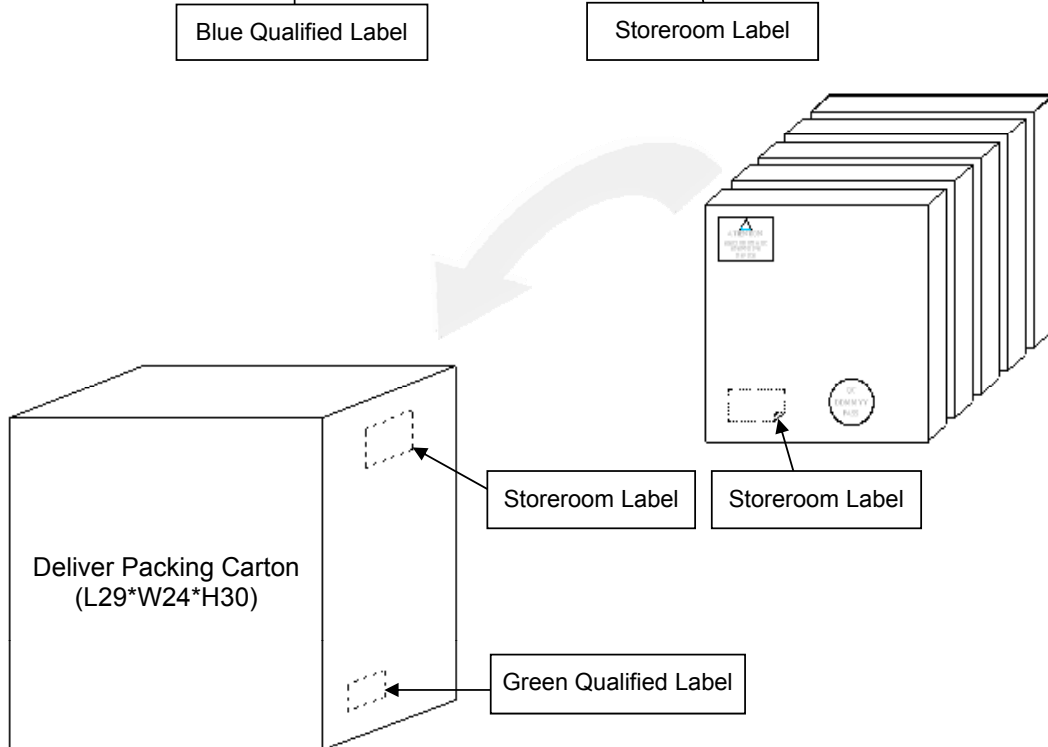 Blue Qualified Label
Storeroom Label
Storeroom Label
Storeroom Label
Deliver Packing Carton
(L29*W24*H30)
Green Qualified Label